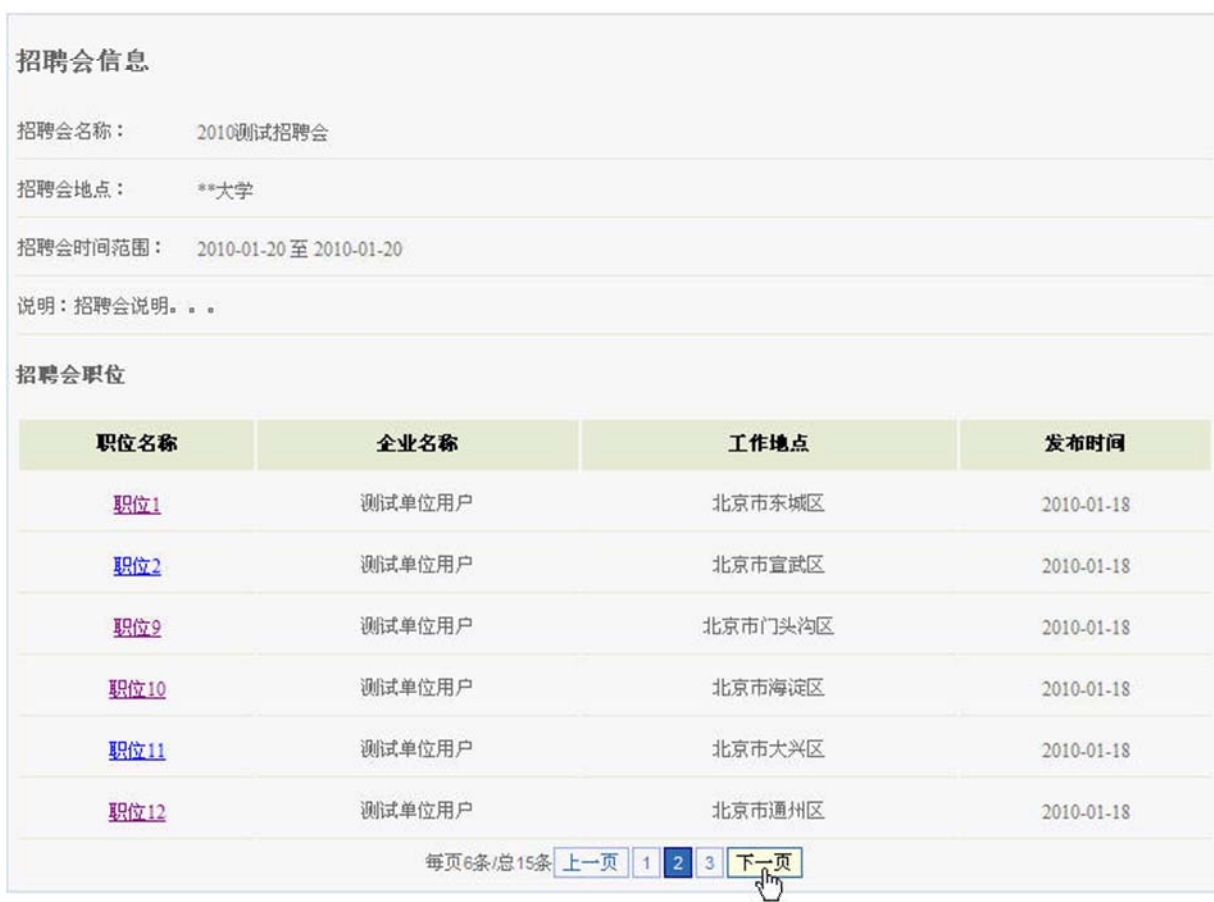 招聘会信息
招聘会名称： 2010测试招聘会
招聘会地点： **大学
招聘会时间范围： 2010-01-20 至 2010-01-20
说明：招聘会说明。。。
招聘会职位
职位名称 企业名称 工作地点 发布时间
职位1 测试单位用户 北京市东城区 2010-01-18
职位2 测试单位用户 北京市宣武区 2010-01-18
职位9 测试单位用户 北京市门头沟区 2010-01-18
职位10 测试单位用户 北京市海淀区 2010-01-18
职位11 测试单位用户 北京市大兴区 2010-01-18
职位12 测试单位用户 北京市通州区 2010-01-18
每页6条/总15条 上一页 1 2 3 下一页